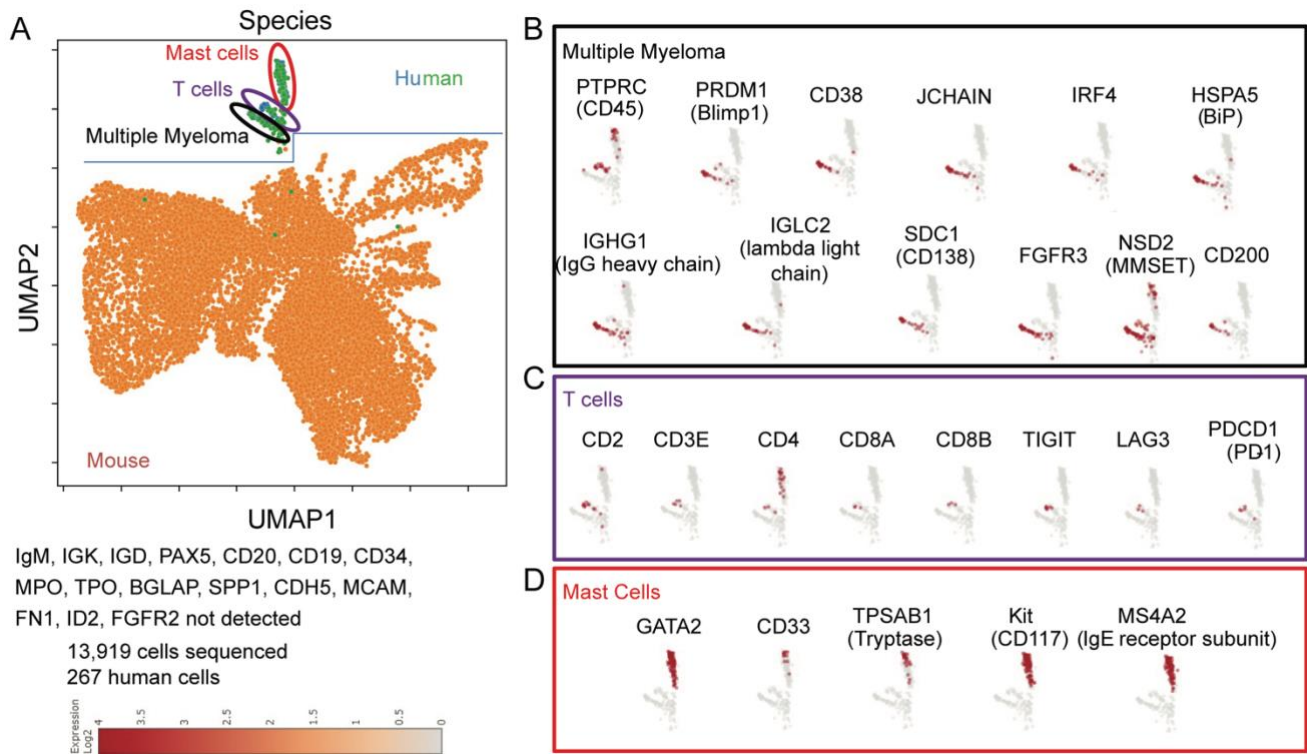 A
Species
Mast cells
T cells
Human
Multiple Myeloma
Mouse
UMAP2
UMAP1
IgM, IGK, IGD, PAX5, CD20, CD19, CD34,
MPO, TPO, BGLAP, SPP1, CDH5, MCAM,
FN1, ID2, FGFR2 not detected
13,919 cells sequenced
267 human cells
Expression
Log2
4 3.5 3 2.5 2 1.5 1 0.5 0
B
Multiple Myeloma
PTPRC
(CD45)
PRDM1
(Blimp1)
CD38
JCHAIN
IRF4
HSPA5
(BiP)
IGHG1
(IgG heavy chain)
IGLC2
(lambda light
chain)
SDC1
(CD138)
FGFR3
NSD2
(MMSET)
CD200
C
T cells
CD2
CD3E
CD4
CD8A
CD8B
TIGIT
LAG3
PDCD1
(PD-1)
D
Mast Cells
GATA2
CD33
TPSAB1
(Tryptase)
Kit
(CD117)
MS4A2
(IgE receptor subunit)